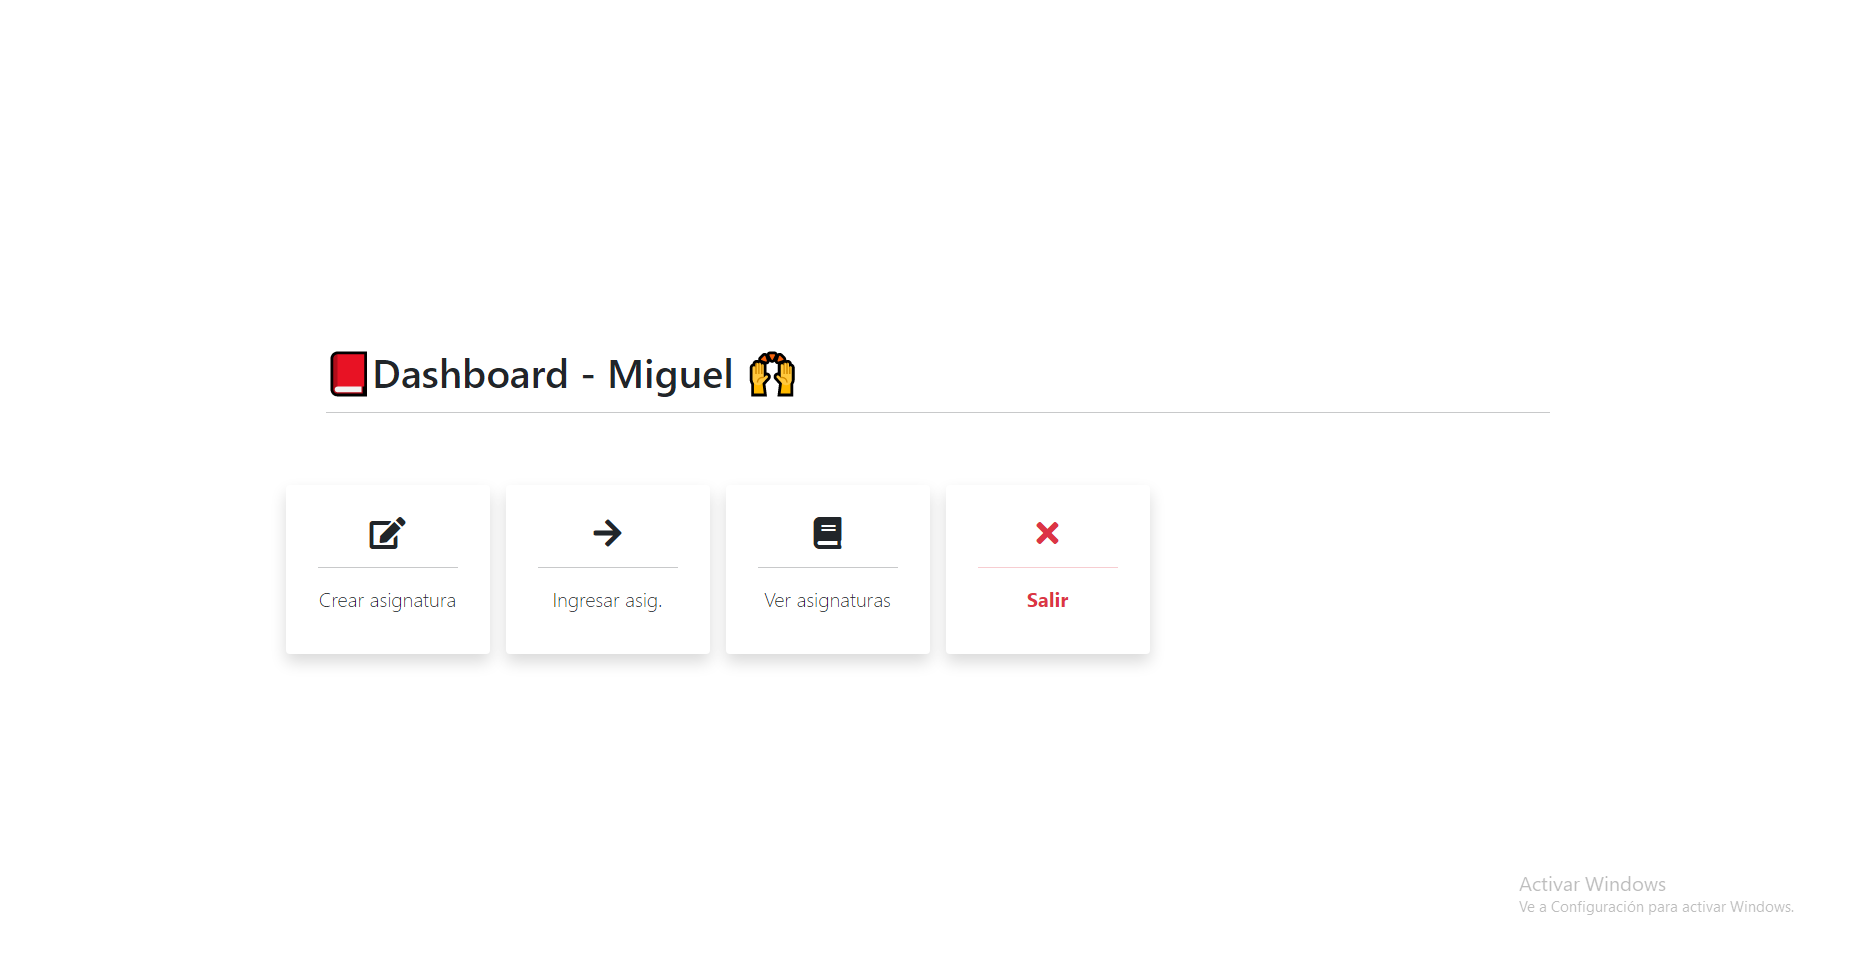 📕Dashboard - Miguel 🙌
Crear asignatura
Ingresar asig.
Ver asignaturas
Salir
Activar Windows
Ve a Configuración para activar Windows.